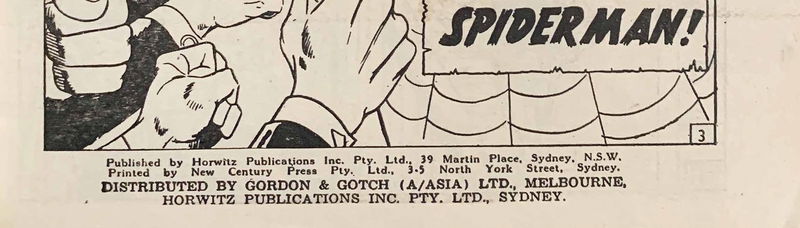 SPIDERMAN!
3
Published by Horwitz Publications Inc. Pty. Ltd., 39 Martin Place, Sydney, N.S.W.
Printed by New Century Press Pty. Ltd., 3-5 North York Street, Sydney.
DISTRIBUTED BY GORDON & GOTCH (A/ASIA) LTD., MELBOURNE,
HORWITZ PUBLICATIONS INC. PTY. LTD., SYDNEY.